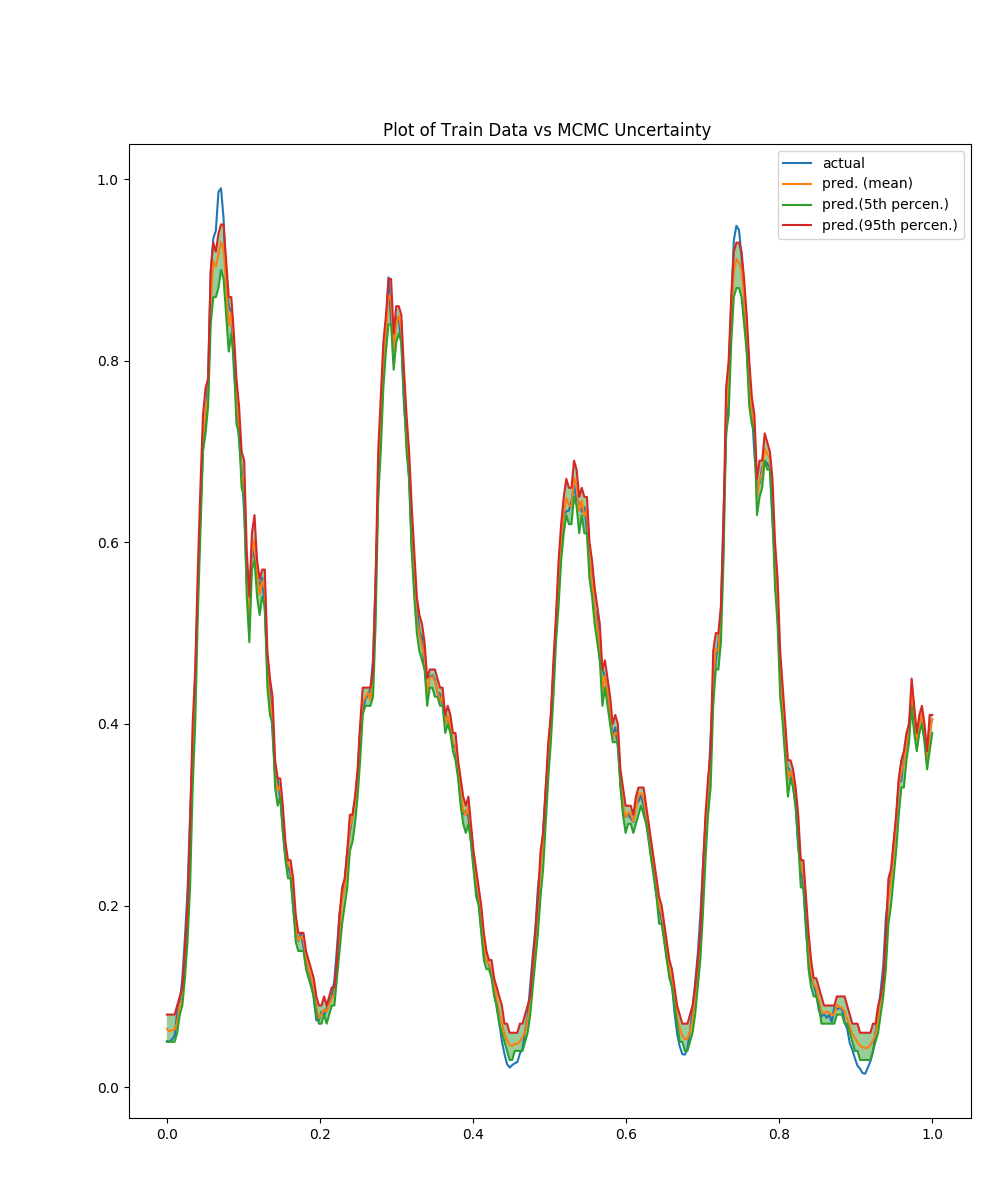 Plot of Train Data vs MCMC Uncertainty
actual
pred. (mean)
pred.(5th percen.)
pred.(95th percen.)
1.0
0.8
0.6
0.4
0.2
0.0
0.0 0.2 0.4 0.6 0.8 1.0